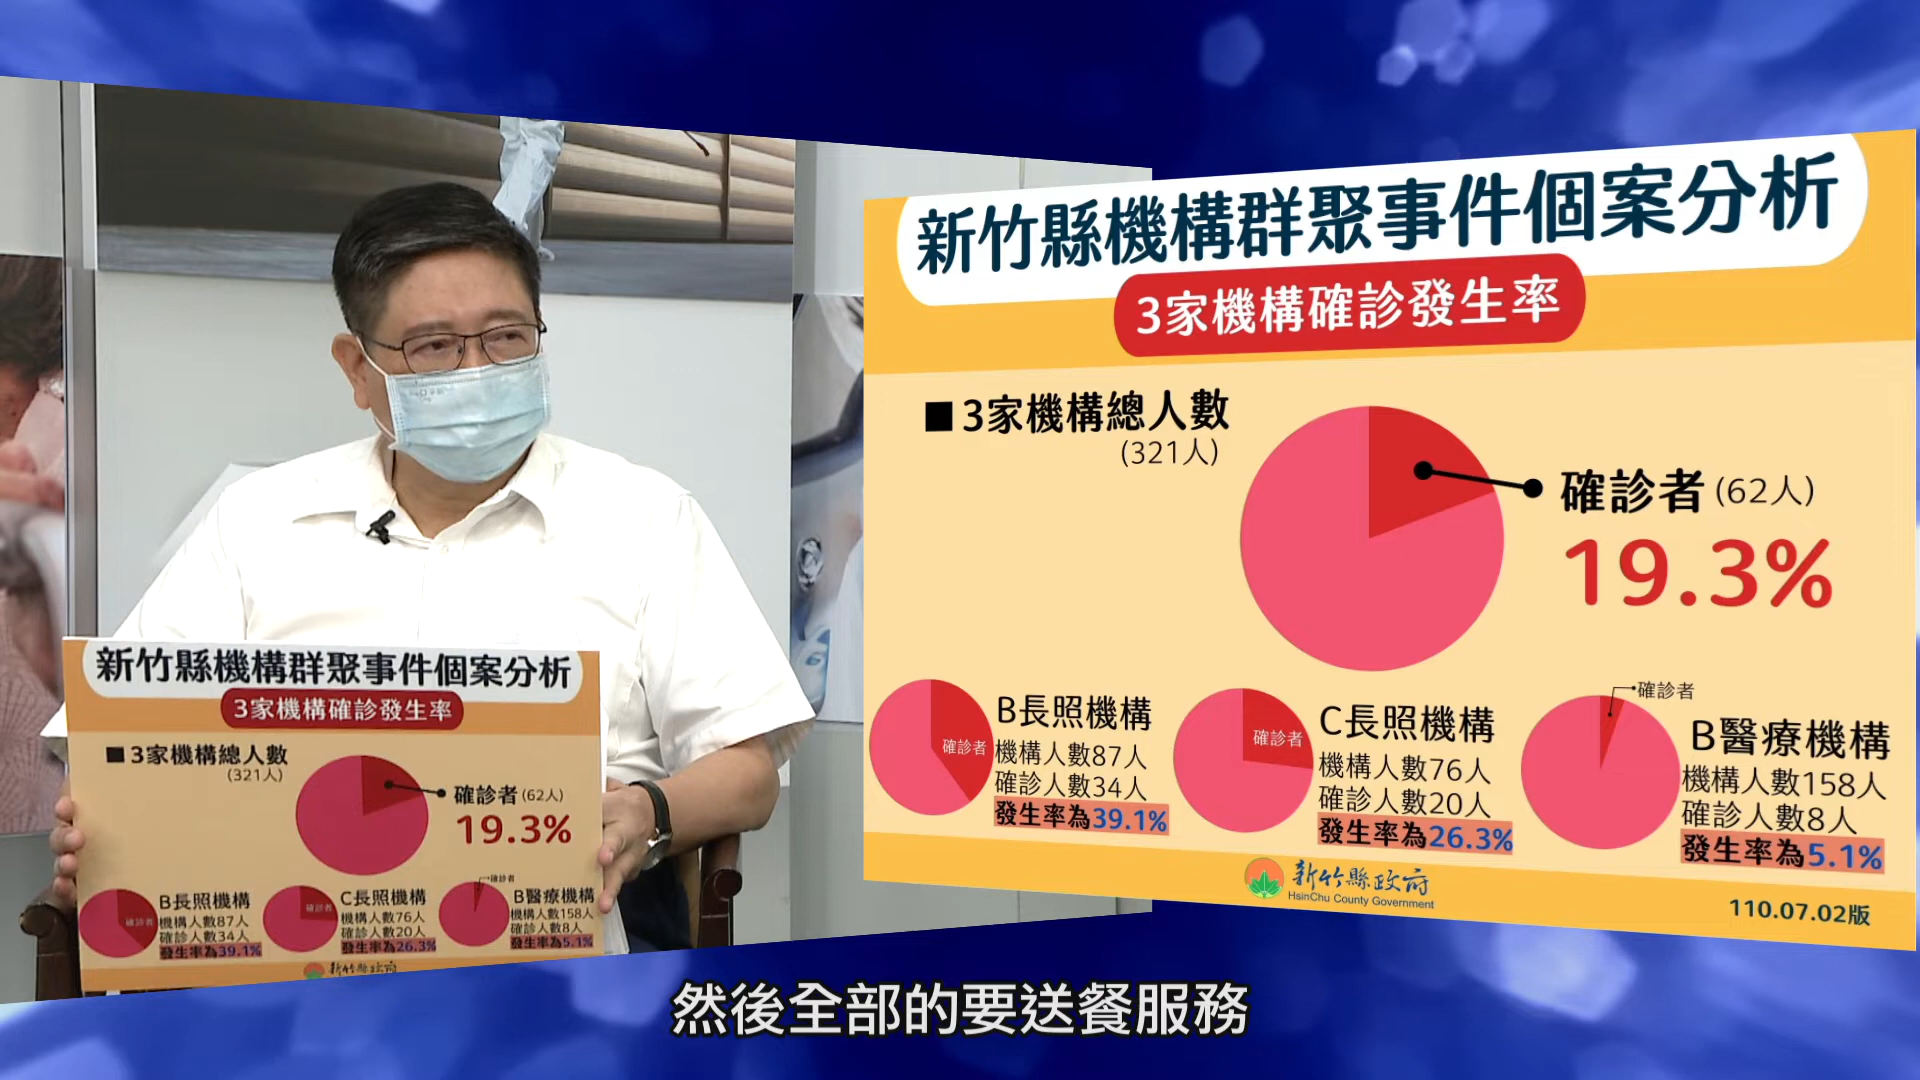 新竹縣機構群聚事件個案分析
3家機構確診發生率
■3家機構總人數
(321人)
確診者(62人)
19.3%
確診者
B長照機構
機構人數87人
確診人數34人
發生率為39.1%
確診者
C長照機構
機構人數76人
確診人數20人
發生率為26.3%
確診者
B醫療機構
機構人數158人
確診人數8人
發生率為5.1%
新竹縣政府
HsinChu County Government
110.07.02版
新竹縣機構群聚事件個案分析
3家機構確診發生率
■3家機構總人數
(321人)
確診者(62人)
19.3%
確診者
B長照機構
機構人數87人
確診人數34人
發生率為39.1%
確診者
C長照機構
機構人數76人
確診人數20人
發生率為26.3%
確診者
B醫療機構
機構人數158人
確診人數8人
發生率為5.1%
新竹縣政府
然後全部的要送餐服務